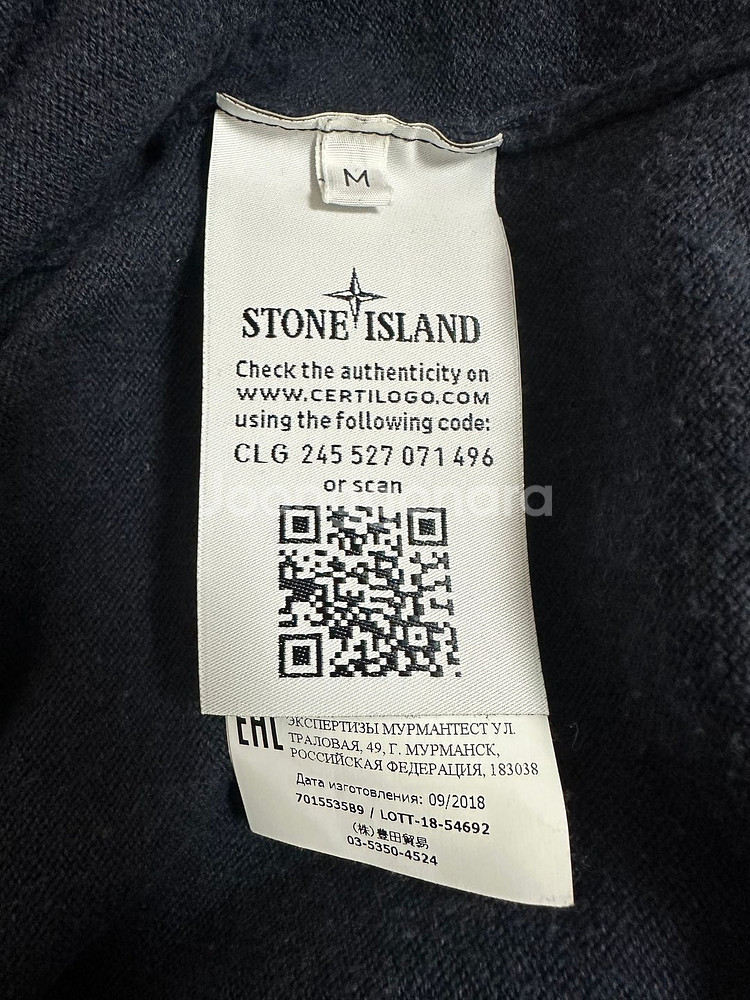 M
STONE ISLAND
Check the authenticity on
WWW.CERTILOGO.COM
using the following code:
CLG 245 527 071 496
or scan
EAC
ЭКСПЕРТИЗЫ МУРМАНТЕСТ УЛ.
ТРАЛОВАЯ, 49, Г. МУРМАНСК,
РОССИЙСКАЯ ФЕДЕРАЦИЯ, 183038
Дата изготовления: 09/2018
7015535B9 / LOTT-18-54692
(株)豊田貿易
03-5350-4524